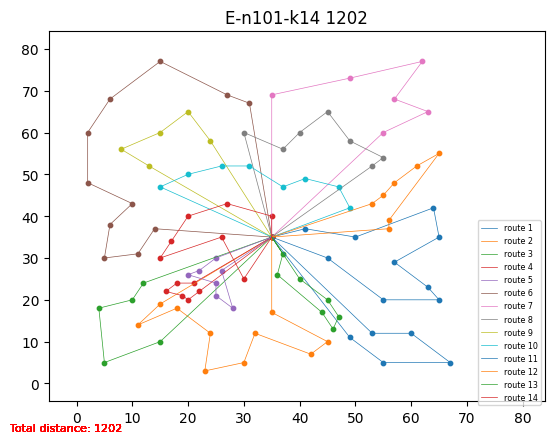 E-n101-k14 1202
80
70
60
50
40
30
20
10
0
0 10 20 30 40 50 60 70 80
route 1
route 2
route 3
route 4
route 5
route 6
route 7
route 8
route 9
route 10
route 11
route 12
route 13
route 14
Total distance: 1202